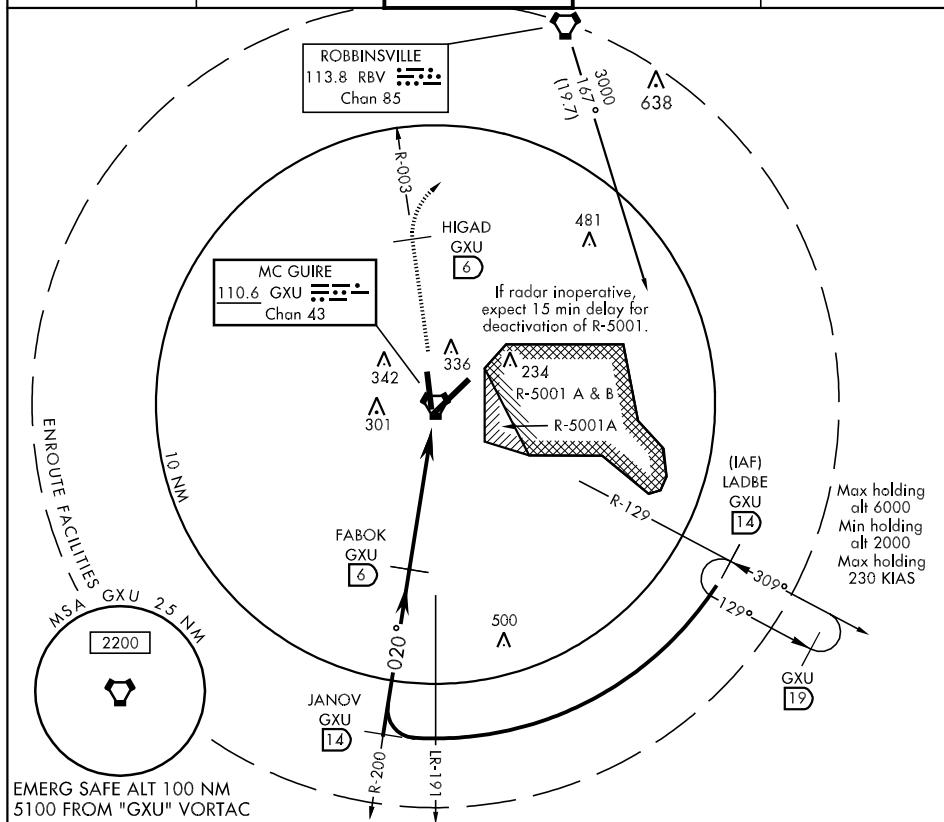 ROBBINSVILLE
113.8 RBV
Chan 85
3000
167°
(19.7)
638
R-003
HIGAD
GXU
6
481
MC GUIRE
110.6 GXU
Chan 43
If radar inoperative,
expect 15 min delay for
deactivation of R-5001.
342
336
234
301
R-5001 A & B
R-5001A
ENROUTE FACILITIES
10 NM
R-129
(IAF)
LADBE
GXU
14
Max holding
alt 6000
Min holding
alt 2000
Max holding
230 KIAS
309°
129°
FABOK
GXU
6
020°
500
GXU
19
JANOV
GXU
14
R-200
LR-191
MSA GXU 25 NM
2200
EMERG SAFE ALT 100 NM
5100 FROM "GXU" VORTAC